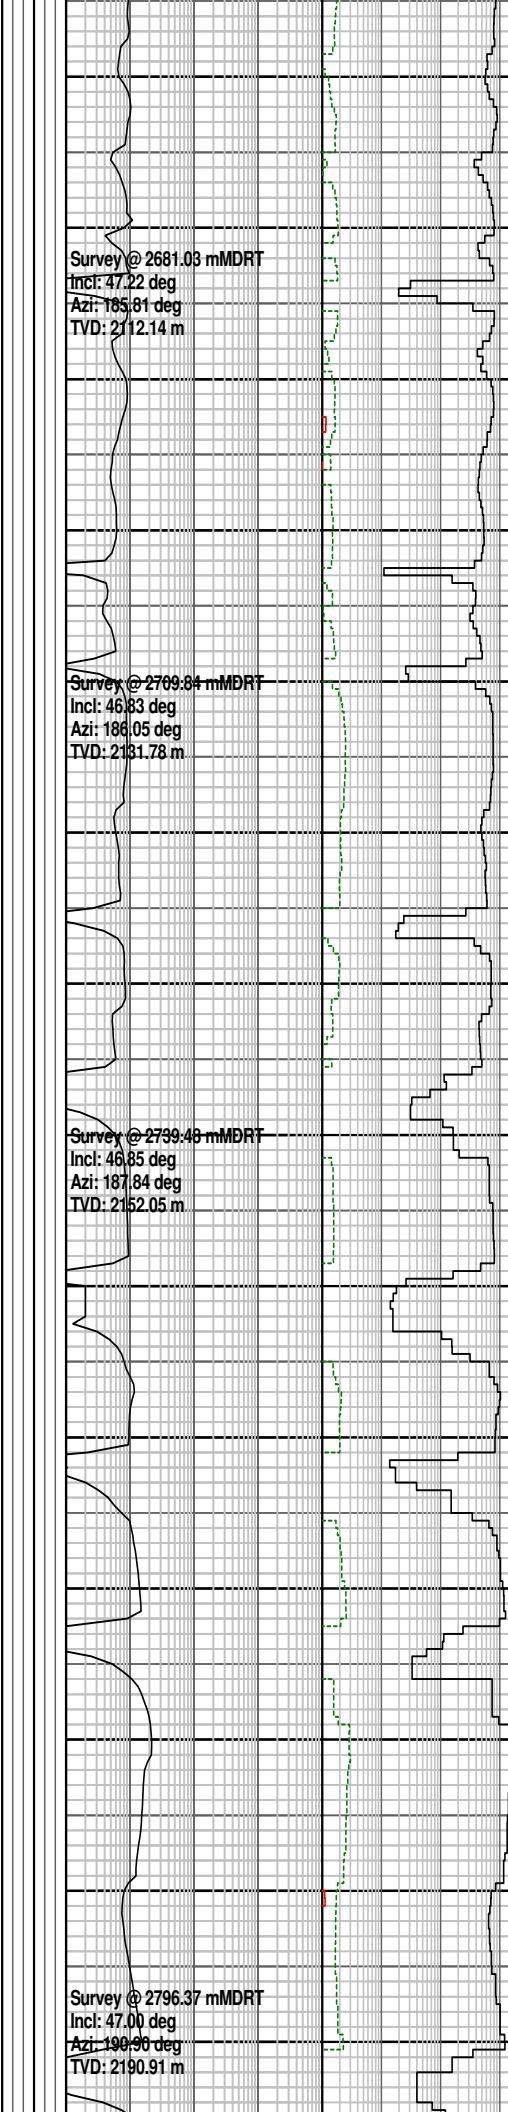 Survey @ 2681.03 mMDRT
Incl: 47.22 deg
Azi: 185.81 deg
TVD: 2112.14 m
Survey @ 2709.84 mMDRT
Incl: 46.83 deg
Azi: 186.05 deg
TVD: 2131.78 m
Survey @ 2739.48 mMDRT
Incl: 46.85 deg
Azi: 187.84 deg
TVD: 2152.05 m
Survey @ 2796.37 mMDRT
Incl: 47.00 deg
Azi: 190.90 deg
TVD: 2190.91 m